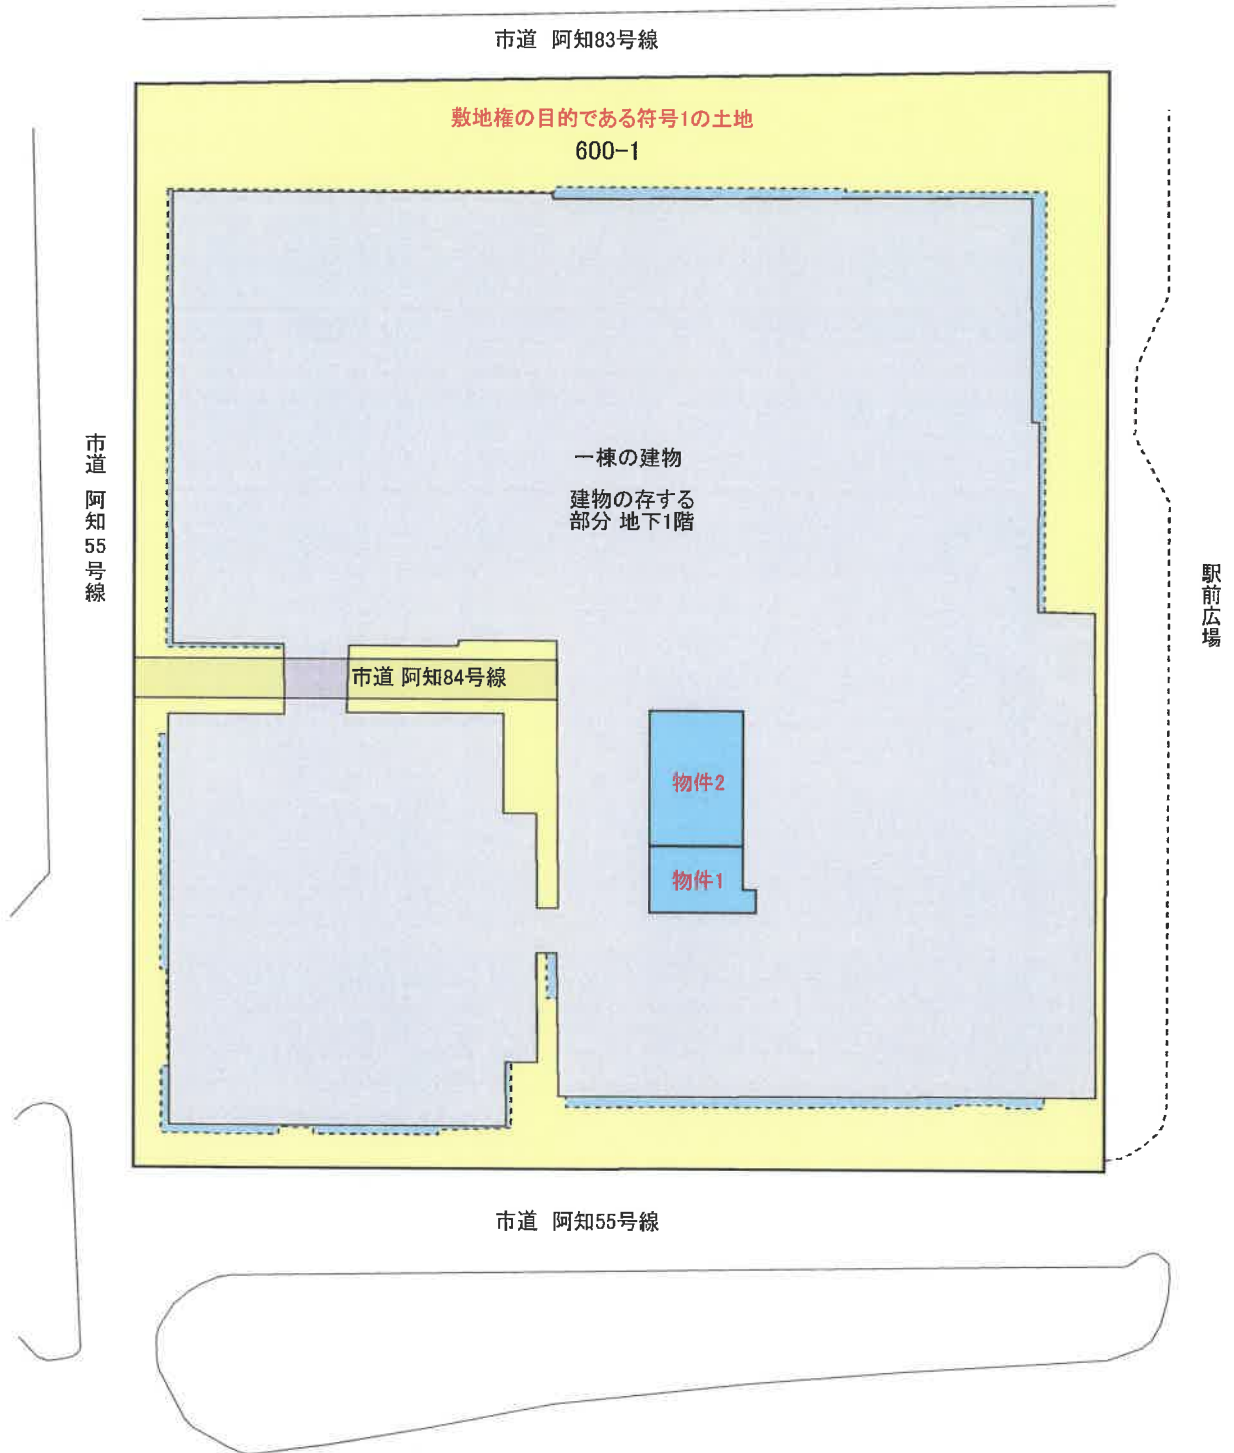 市道 阿知83号線
敷地権の目的である符号1の土地
600-1
市道 阿知55号線
一棟の建物
建物の存する
部分 地下1階
駅前広場
市道 阿知84号線
物件2
物件1
市道 阿知55号線